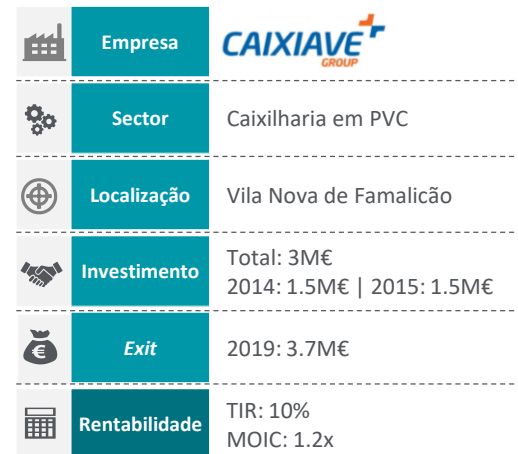 Empresa
CAIXIAVE
GROUP
Sector
Caixilharia em PVC
Localização
Vila Nova de Famalicão
Investimento
Total: 3M€
2014: 1.5M€ | 2015: 1.5M€
€
Exit
2019: 3.7M€
Rentabilidade
TIR: 10%
MOIC: 1.2x